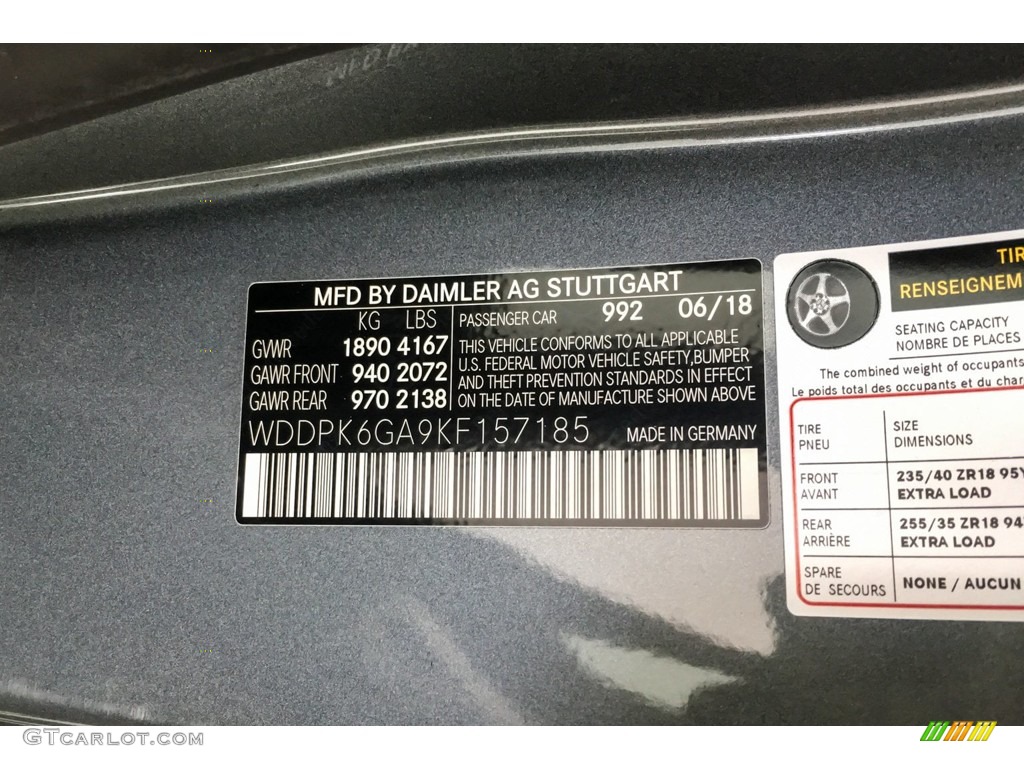 MFD BY DAIMLER AG STUTTGART
KG LBS
GVWR 1890 4167
GAWR FRONT 940 2072
GAWR REAR 970 2138
PASSENGER CAR 992 06/18
THIS VEHICLE CONFORMS TO ALL APPLICABLE
U.S. FEDERAL MOTOR VEHICLE SAFETY,BUMPER
AND THEFT PREVENTION STANDARDS IN EFFECT
ON THE DATE OF MANUFACTURE SHOWN ABOVE
WDDPK6GA9KF157185 MADE IN GERMANY
TIR
RENSEIGNEM
SEATING CAPACITY
NOMBRE DE PLACES
The combined weight of occupants
Le poids total des occupants et du char
TIRE
PNEU
SIZE
DIMENSIONS
FRONT
AVANT
235/40 ZR18 95Y
EXTRA LOAD
REAR
ARRIÈRE
255/35 ZR18 94
EXTRA LOAD
SPARE
DE SECOURS
NONE / AUCUN
GTCarlot.com